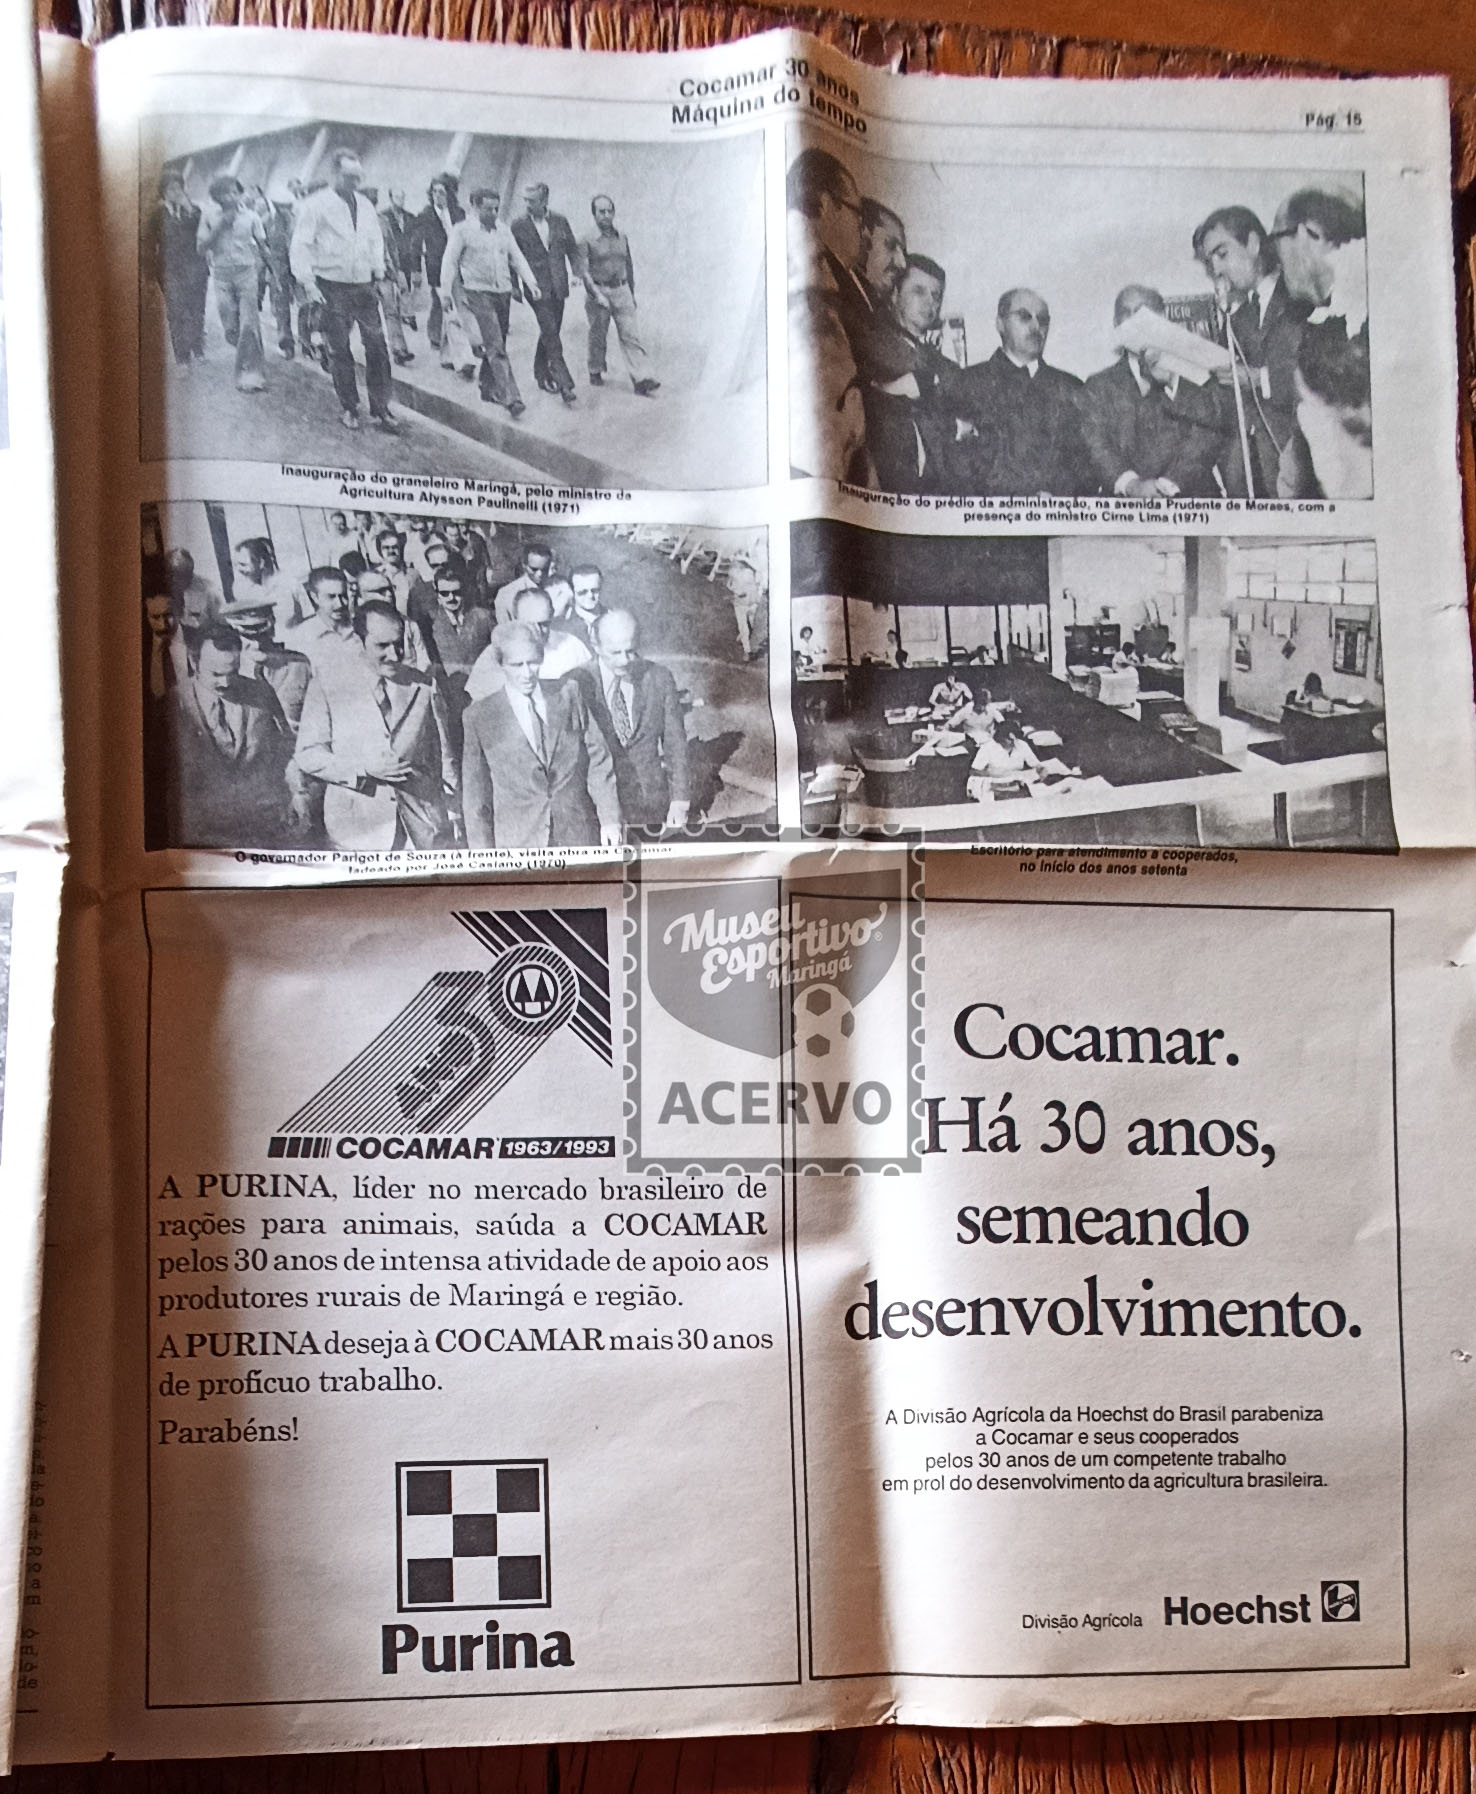 Cocamar 30 anos
Máquina do tempo
Pág. 15
Inauguração do graneleiro Maringá, pelo ministro da
Agricultura Alysson Paulinelli (1971)
Inauguração do prédio da administração, na avenida Prudente de Moraes, com a
presença do ministro Cirne Lima (1971)
O governador Parigot de Souza (à frente), visita obra na Cocamar,
ladeado por José Cassiano (1970)
Escritório para atendimento a cooperados,
no início dos anos setenta
30
ANOS
COCAMAR 1963/1993
A PURINA, líder no mercado brasileiro de
rações para animais, saúda a COCAMAR
pelos 30 anos de intensa atividade de apoio aos
produtores rurais de Maringá e região.
A PURINA deseja à COCAMAR mais 30 anos
de profícuo trabalho.
Parabéns!
Purina
Museu
Esportivo
Maringá
ACERVO
Cocamar.
Há 30 anos,
semeando
desenvolvimento.
A Divisão Agrícola da Hoechst do Brasil parabeniza
a Cocamar e seus cooperados
pelos 30 anos de um competente trabalho
em prol do desenvolvimento da agricultura brasileira.
Divisão Agrícola Hoechst